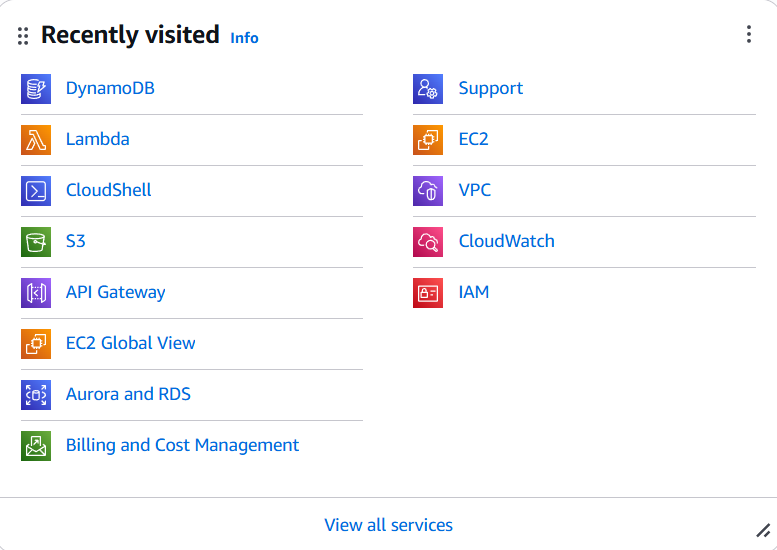 Recently visited Info
DynamoDB
Lambda
CloudShell
S3
API Gateway
EC2 Global View
Aurora and RDS
Billing and Cost Management
Support
EC2
VPC
CloudWatch
IAM
View all services